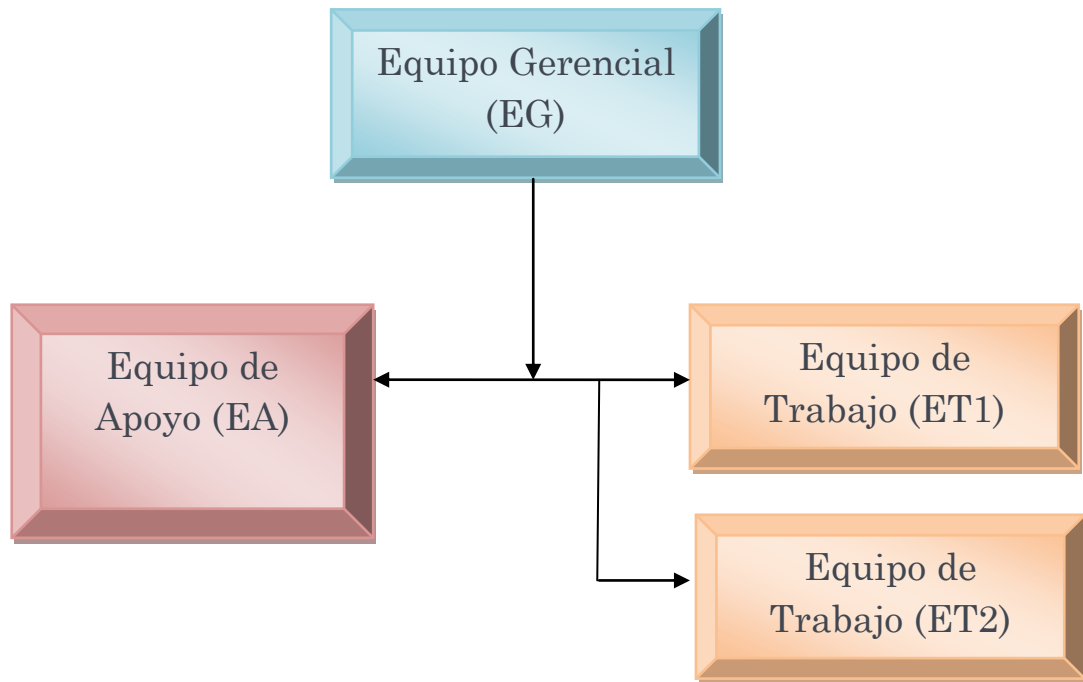 Equipo Gerencial
(EG)
Equipo de
Apoyo (EA)
Equipo de
Trabajo (ET1)
Equipo de
Trabajo (ET2)